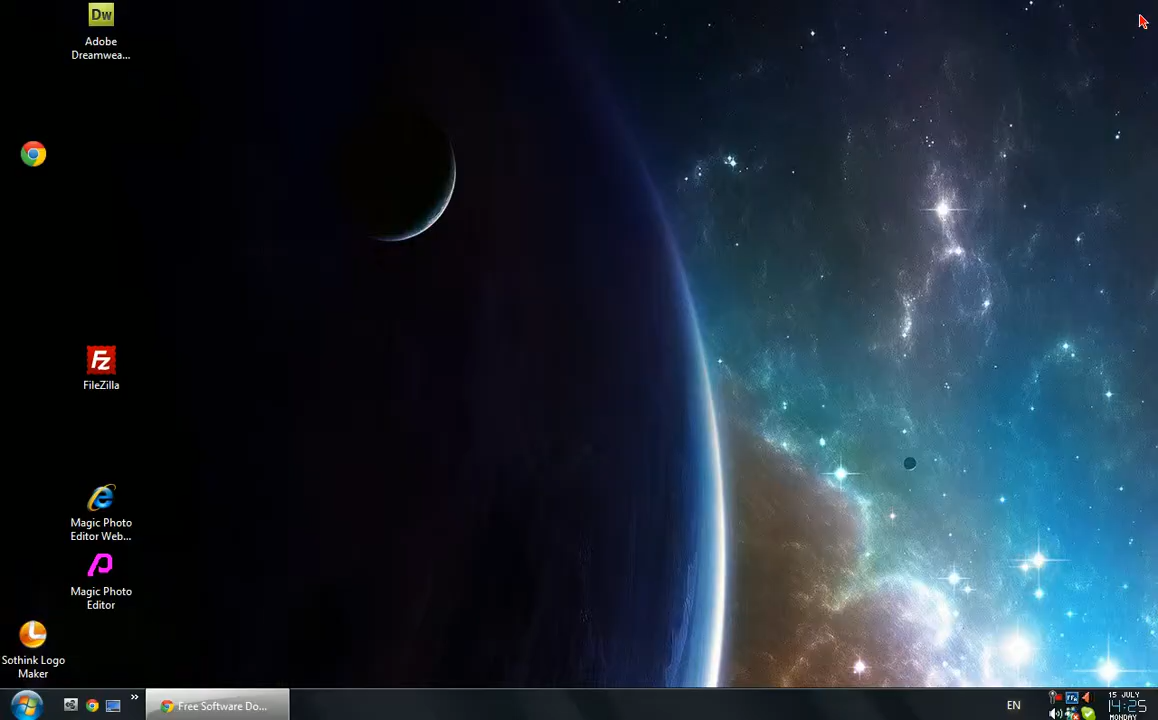 Dw
Adobe
Dreamwea...
Fz
FileZilla
Magic Photo
Editor Web...
Magic Photo
Editor
Sothink Logo
Maker
»
Free Software Do...
EN
15 JULY
14:25
MONDAY